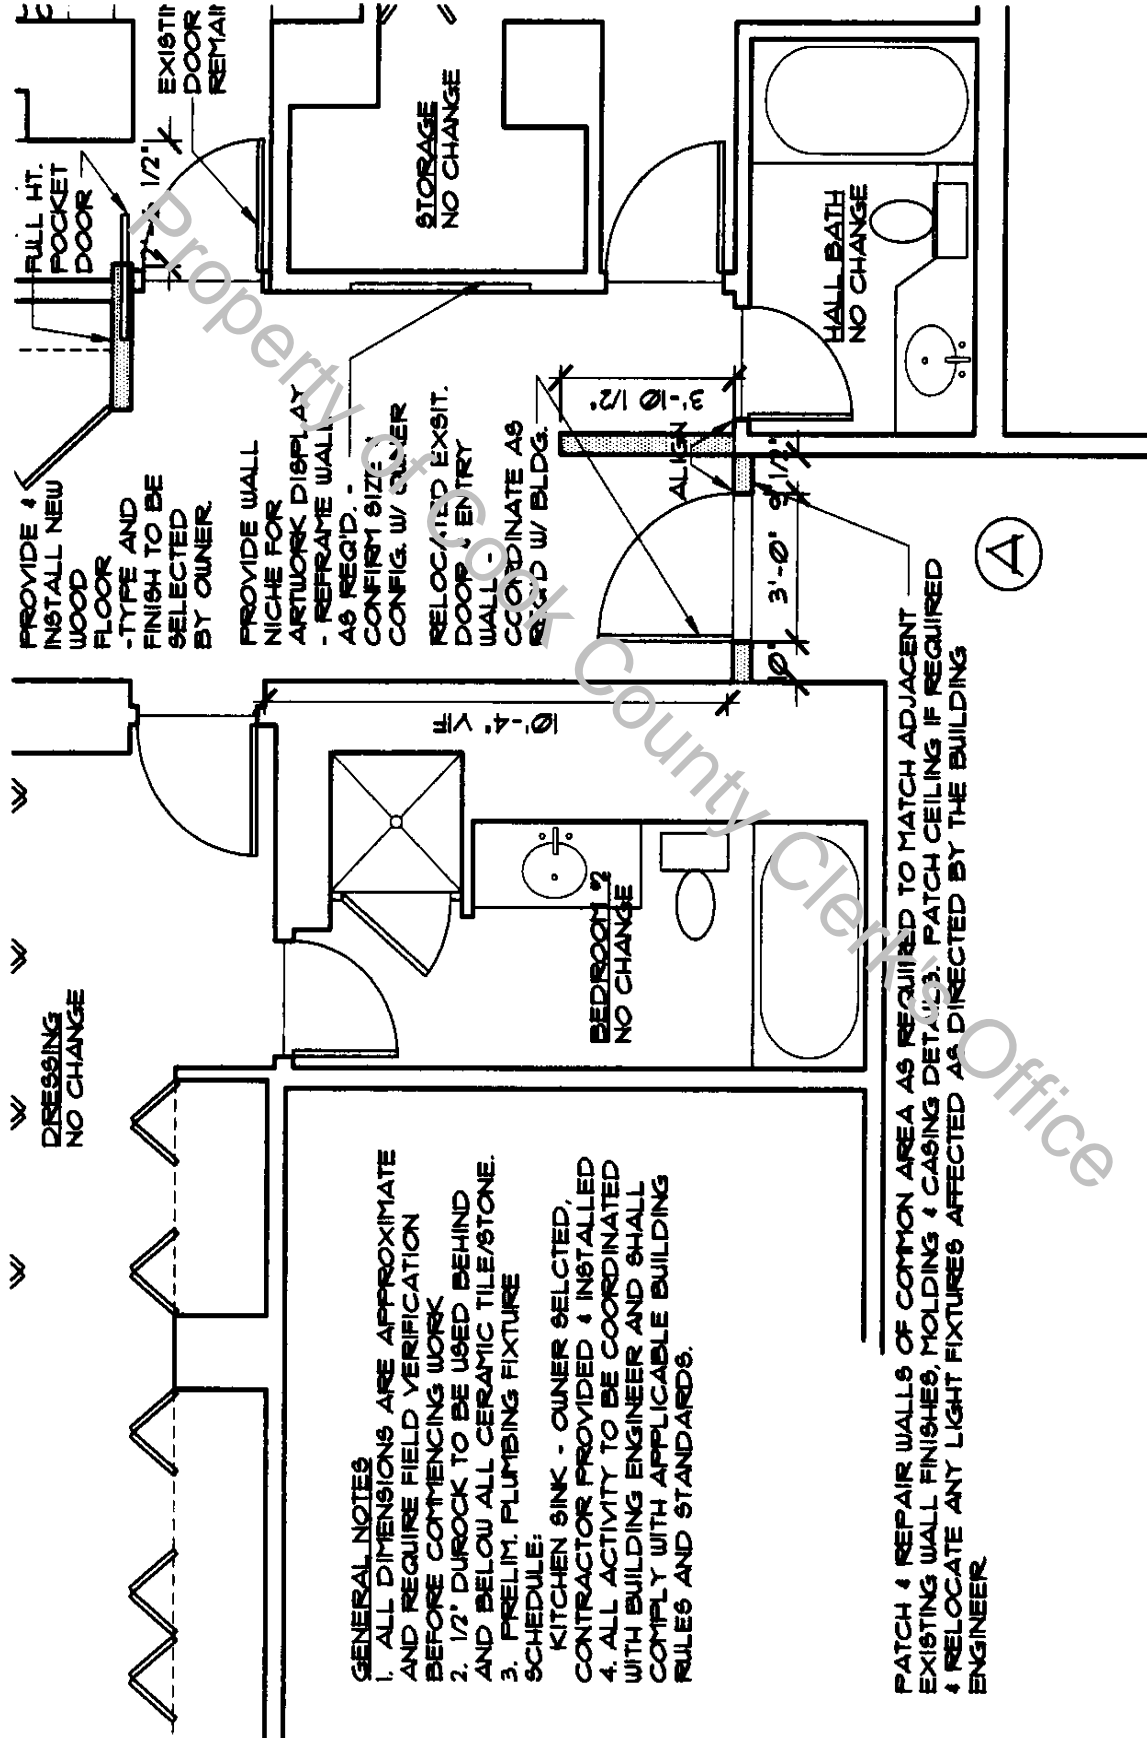 PROVIDE &
INSTALL NEW
WOOD
FLOOR
-TYPE AND
FINISH TO BE
SELECTED
BY OWNER.
FULL HT.
POCKET
DOOR
1/2"
DOOR
PROVIDE WALL
NICHE FOR
ARTWORK DISPLAY
- REFRAME WALL
AS REQ'D. -
CONFIRM SIZE &
CONFIG. W/ OWNER
RELOCATED EXSIT.
DOOR & ENTRY
WALL -
COORDINATE AS
REQ'D W/ BLDG.
STORAGE
NO CHANGE
HALL BATH
NO CHANGE
3'-10 1/2"
ALIGN
10"
3'-0"
9 1/2"
10'-4" VIF
A
DRESSING
NO CHANGE
BEDROOM #2
NO CHANGE
GENERAL NOTES
1. ALL DIMENSIONS ARE APPROXIMATE
AND REQUIRE FIELD VERIFICATION
BEFORE COMMENCING WORK
2. 1/2" DUROCK TO BE USED BEHIND
AND BELOW ALL CERAMIC TILE/STONE.
3. PRELIM. PLUMBING FIXTURE
SCHEDULE:
KITCHEN SINK - OWNER SELCTED,
CONTRACTOR PROVIDED & INSTALLED
4. ALL ACTIVITY TO BE COORDINATED
WITH BUILDING ENGINEER AND SHALL
COMPLY WITH APPLICABLE BUILDING
RULES AND STANDARDS.
PATCH & REPAIR WALLS OF COMMON AREA AS REQUIRED TO MATCH ADJACENT
EXISTING WALL FINISHES, MOLDING & CASING DETAILS. PATCH CEILING IF REQUIRED
& RELOCATE ANY LIGHT FIXTURES AFFECTED AS DIRECTED BY THE BUILDING
ENGINEER
Property of Cook County Clerk's Office